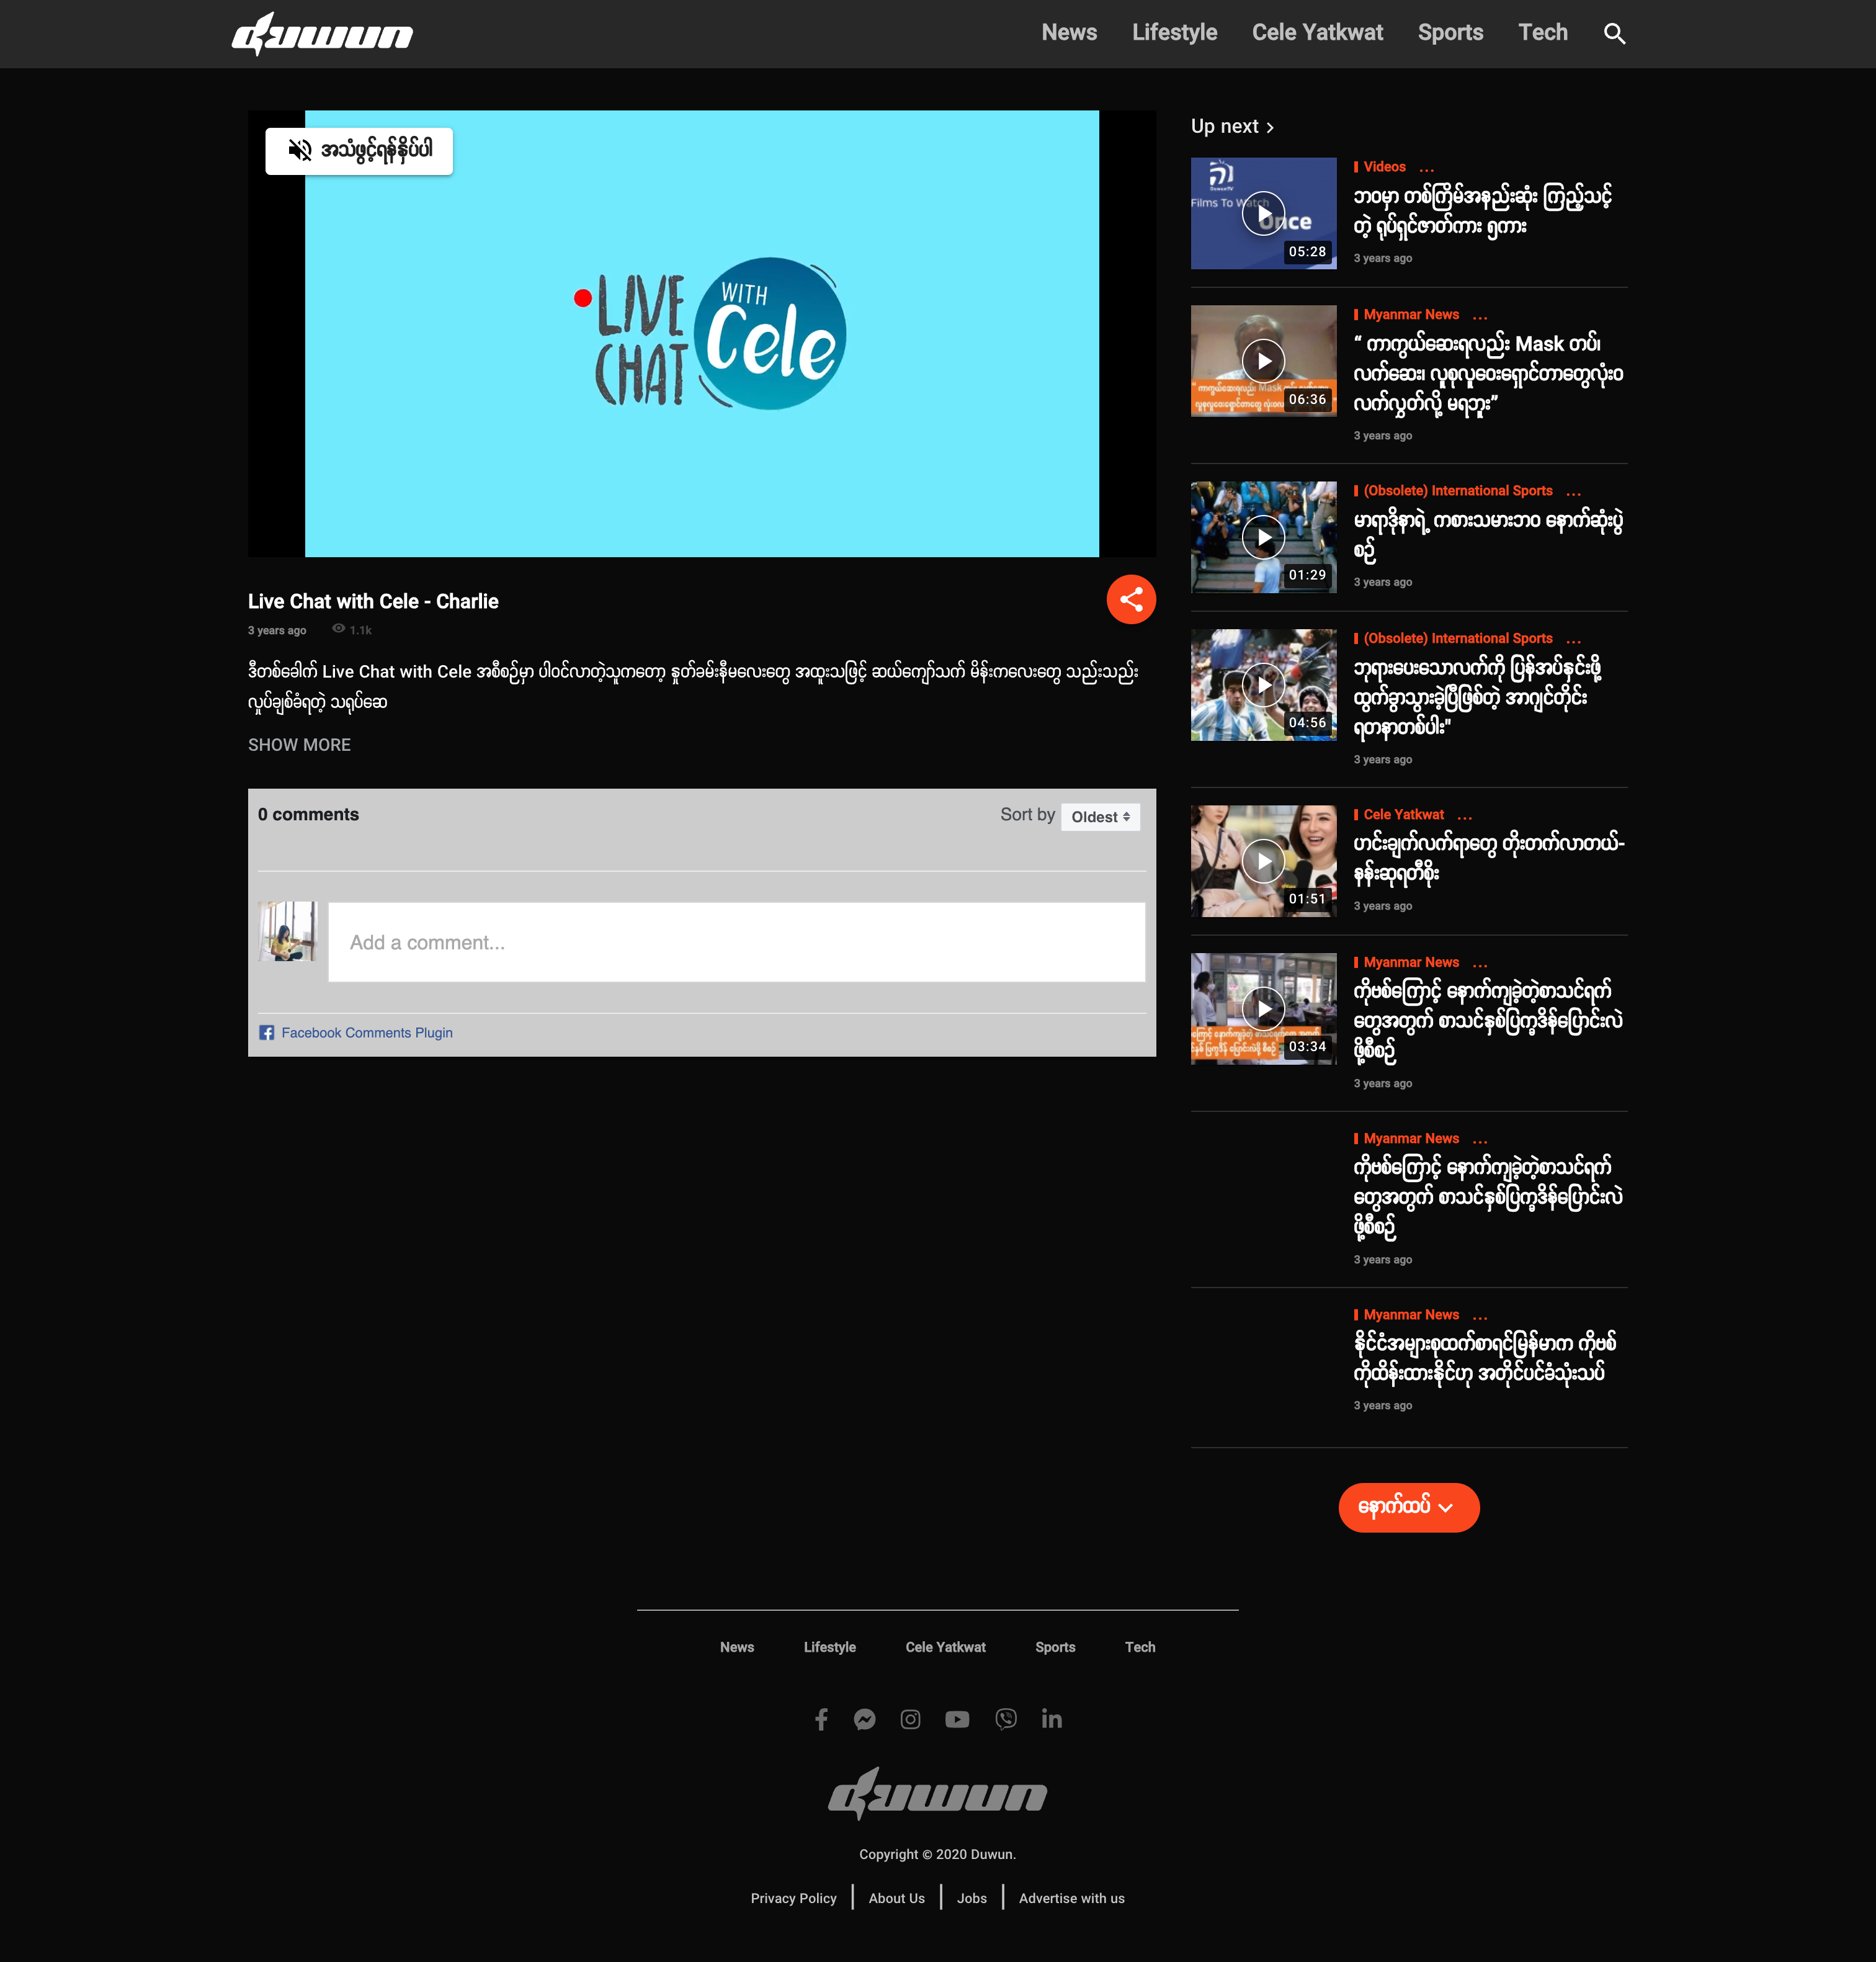 duwun
News
Lifestyle
Cele Yatkwat
Sports
Tech
အသံဖွင့်ရန်နှိပ်ပါ
LIVE
CHAT
WITH
Cele
Live Chat with Cele - Charlie
3 years ago
1.1k
ဒီတစ်ခေါက် Live Chat with Cele အစီစဉ်မှာ ပါဝင်လာတဲ့သူကတော့ နှုတ်ခမ်းနီမလေးတွေ အထူးသဖြင့် ဆယ်ကျော်သက် မိန်းကလေးတွေ သည်းသည်း
လှုပ်ချစ်ခံရတဲ့ သရုပ်ဆေ
SHOW MORE
0 comments
Sort by
Oldest
Add a comment...
Facebook Comments Plugin
Up next
Films To Watch
Once
05:28
Videos ...
ဘဝမှာ တစ်ကြိမ်အနည်းဆုံး ကြည့်သင့်
တဲ့ ရုပ်ရှင်ဇာတ်ကား ၅ကား
3 years ago
06:36
Myanmar News ...
“ ကာကွယ်ဆေးရလည်း Mask တပ်၊
လက်ဆေး၊ လူစုလူဝေးရှောင်တာတွေလုံးဝ
လက်လွှတ်လို့ မရဘူး”
3 years ago
01:29
(Obsolete) International Sports ...
မာရာဒိုနာရဲ့ ကစားသမားဘဝ နောက်ဆုံးပွဲ
စဉ်
3 years ago
04:56
(Obsolete) International Sports ...
ဘုရားပေးသောလက်ကို ပြန်အပ်နှင်းဖို့
ထွက်ခွာသွားခဲ့ပြီဖြစ်တဲ့ အာဂျင်တိုင်း
ရတနာတစ်ပါး"
3 years ago
01:51
Cele Yatkwat ...
ဟင်းချက်လက်ရာတွေ တိုးတက်လာတယ်-
နန်းဆုရတီစိုး
3 years ago
03:34
Myanmar News ...
ကိုဗစ်ကြောင့် နောက်ကျခဲ့တဲ့စာသင်ရက်
တွေအတွက် စာသင်နှစ်ပြက္ခဒိန်ပြောင်းလဲ
ဖို့စီစဉ်
3 years ago
Myanmar News ...
ကိုဗစ်ကြောင့် နောက်ကျခဲ့တဲ့စာသင်ရက်
တွေအတွက် စာသင်နှစ်ပြက္ခဒိန်ပြောင်းလဲ
ဖို့စီစဉ်
3 years ago
Myanmar News ...
နိုင်ငံအများစုထက်စာရင်မြန်မာက ကိုဗစ်
ကိုထိန်းထားနိုင်ဟု အတိုင်ပင်ခံသုံးသပ်
3 years ago
နောက်ထပ်
News
Lifestyle
Cele Yatkwat
Sports
Tech
duwun
Copyright © 2020 Duwun.
Privacy Policy
About Us
Jobs
Advertise with us